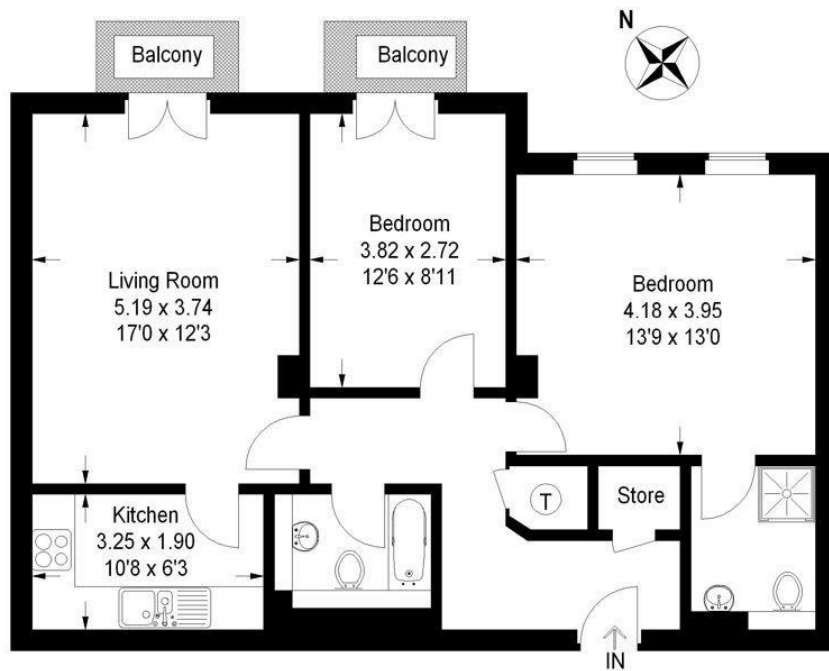 N
Balcony
Balcony
Bedroom
3.82 x 2.72
12'6 x 8'11
Living Room
5.19 x 3.74
17'0 x 12'3
Bedroom
4.18 x 3.95
13'9 x 13'0
Kitchen
3.25 x 1.90
10'8 x 6'3
T
Store
IN